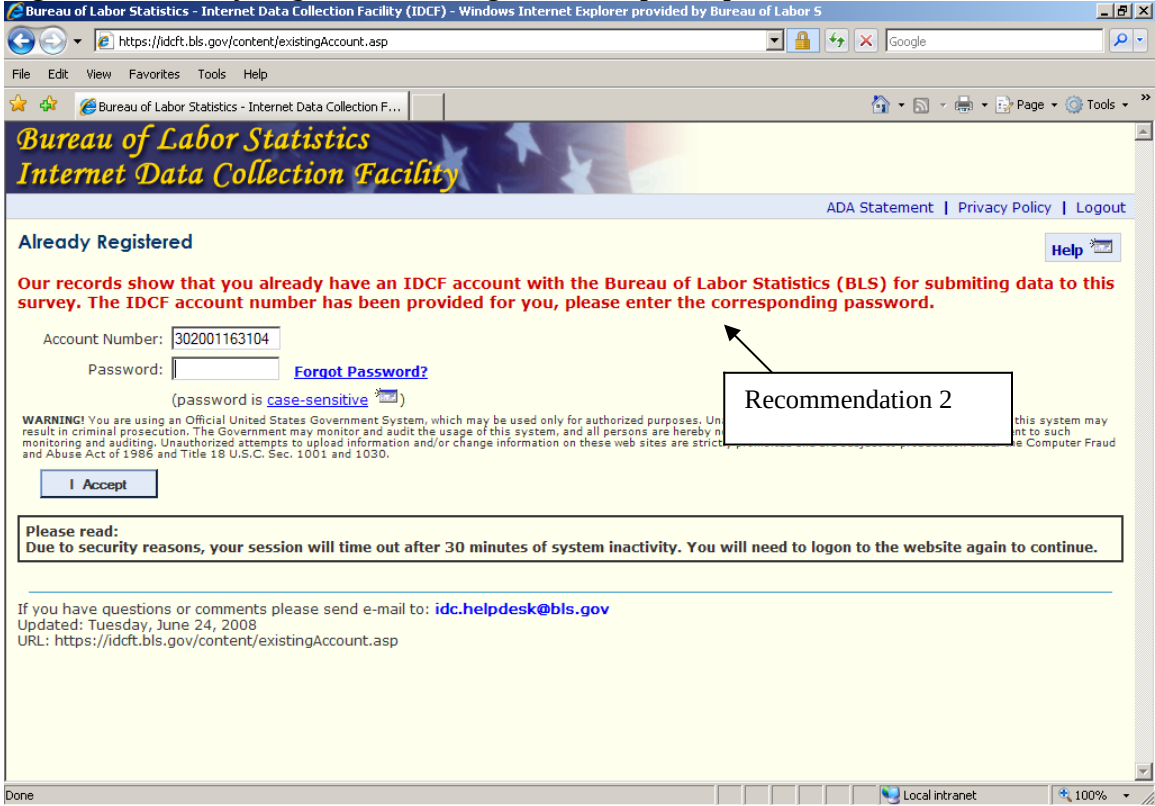 Bureau of Labor Statistics - Internet Data Collection Facility (IDCF) - Windows Internet Explorer provided by Bureau of Labor S
https://idcft.bls.gov/content/existingAccount.asp
Google
File Edit View Favorites Tools Help
Bureau of Labor Statistics - Internet Data Collection F...
Page Tools »
Bureau of Labor Statistics
Internet Data Collection Facility
ADA Statement | Privacy Policy | Logout
Already Registered
Help
Our records show that you already have an IDCF account with the Bureau of Labor Statistics (BLS) for submiting data to this
survey. The IDCF account number has been provided for you, please enter the corresponding password.
Account Number: 302001163104
Password: Forgot Password?
(password is case-sensitive )
Recommendation 2
WARNING! You are using an Official United States Government System, which may be used only for authorized purposes. this system may
result in criminal prosecution. The Government may monitor and audit the usage of this system, and all persons are hereby to such
monitoring and auditing. Unauthorized attempts to upload information and/or change information on these web sites are Computer Fraud
and Abuse Act of 1986 and Title 18 U.S.C. Sec. 1001 and 1030.
I Accept
Please read:
Due to security reasons, your session will time out after 30 minutes of system inactivity. You will need to logon to the website again to continue.
If you have questions or comments please send e-mail to: idc.helpdesk@bls.gov
Updated: Tuesday, June 24, 2008
URL: https://idcft.bls.gov/content/existingAccount.asp
Done
Local intranet
100%